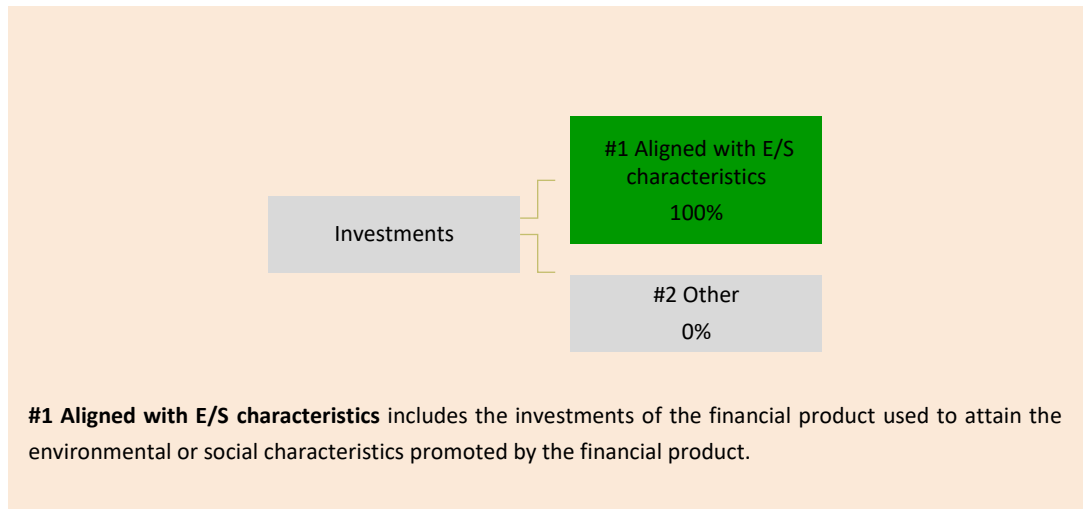 #1 Aligned with E/S
characteristics
100%
Investments
#2 Other
0%
#1 Aligned with E/S characteristics includes the investments of the financial product used to attain the
environmental or social characteristics promoted by the financial product.